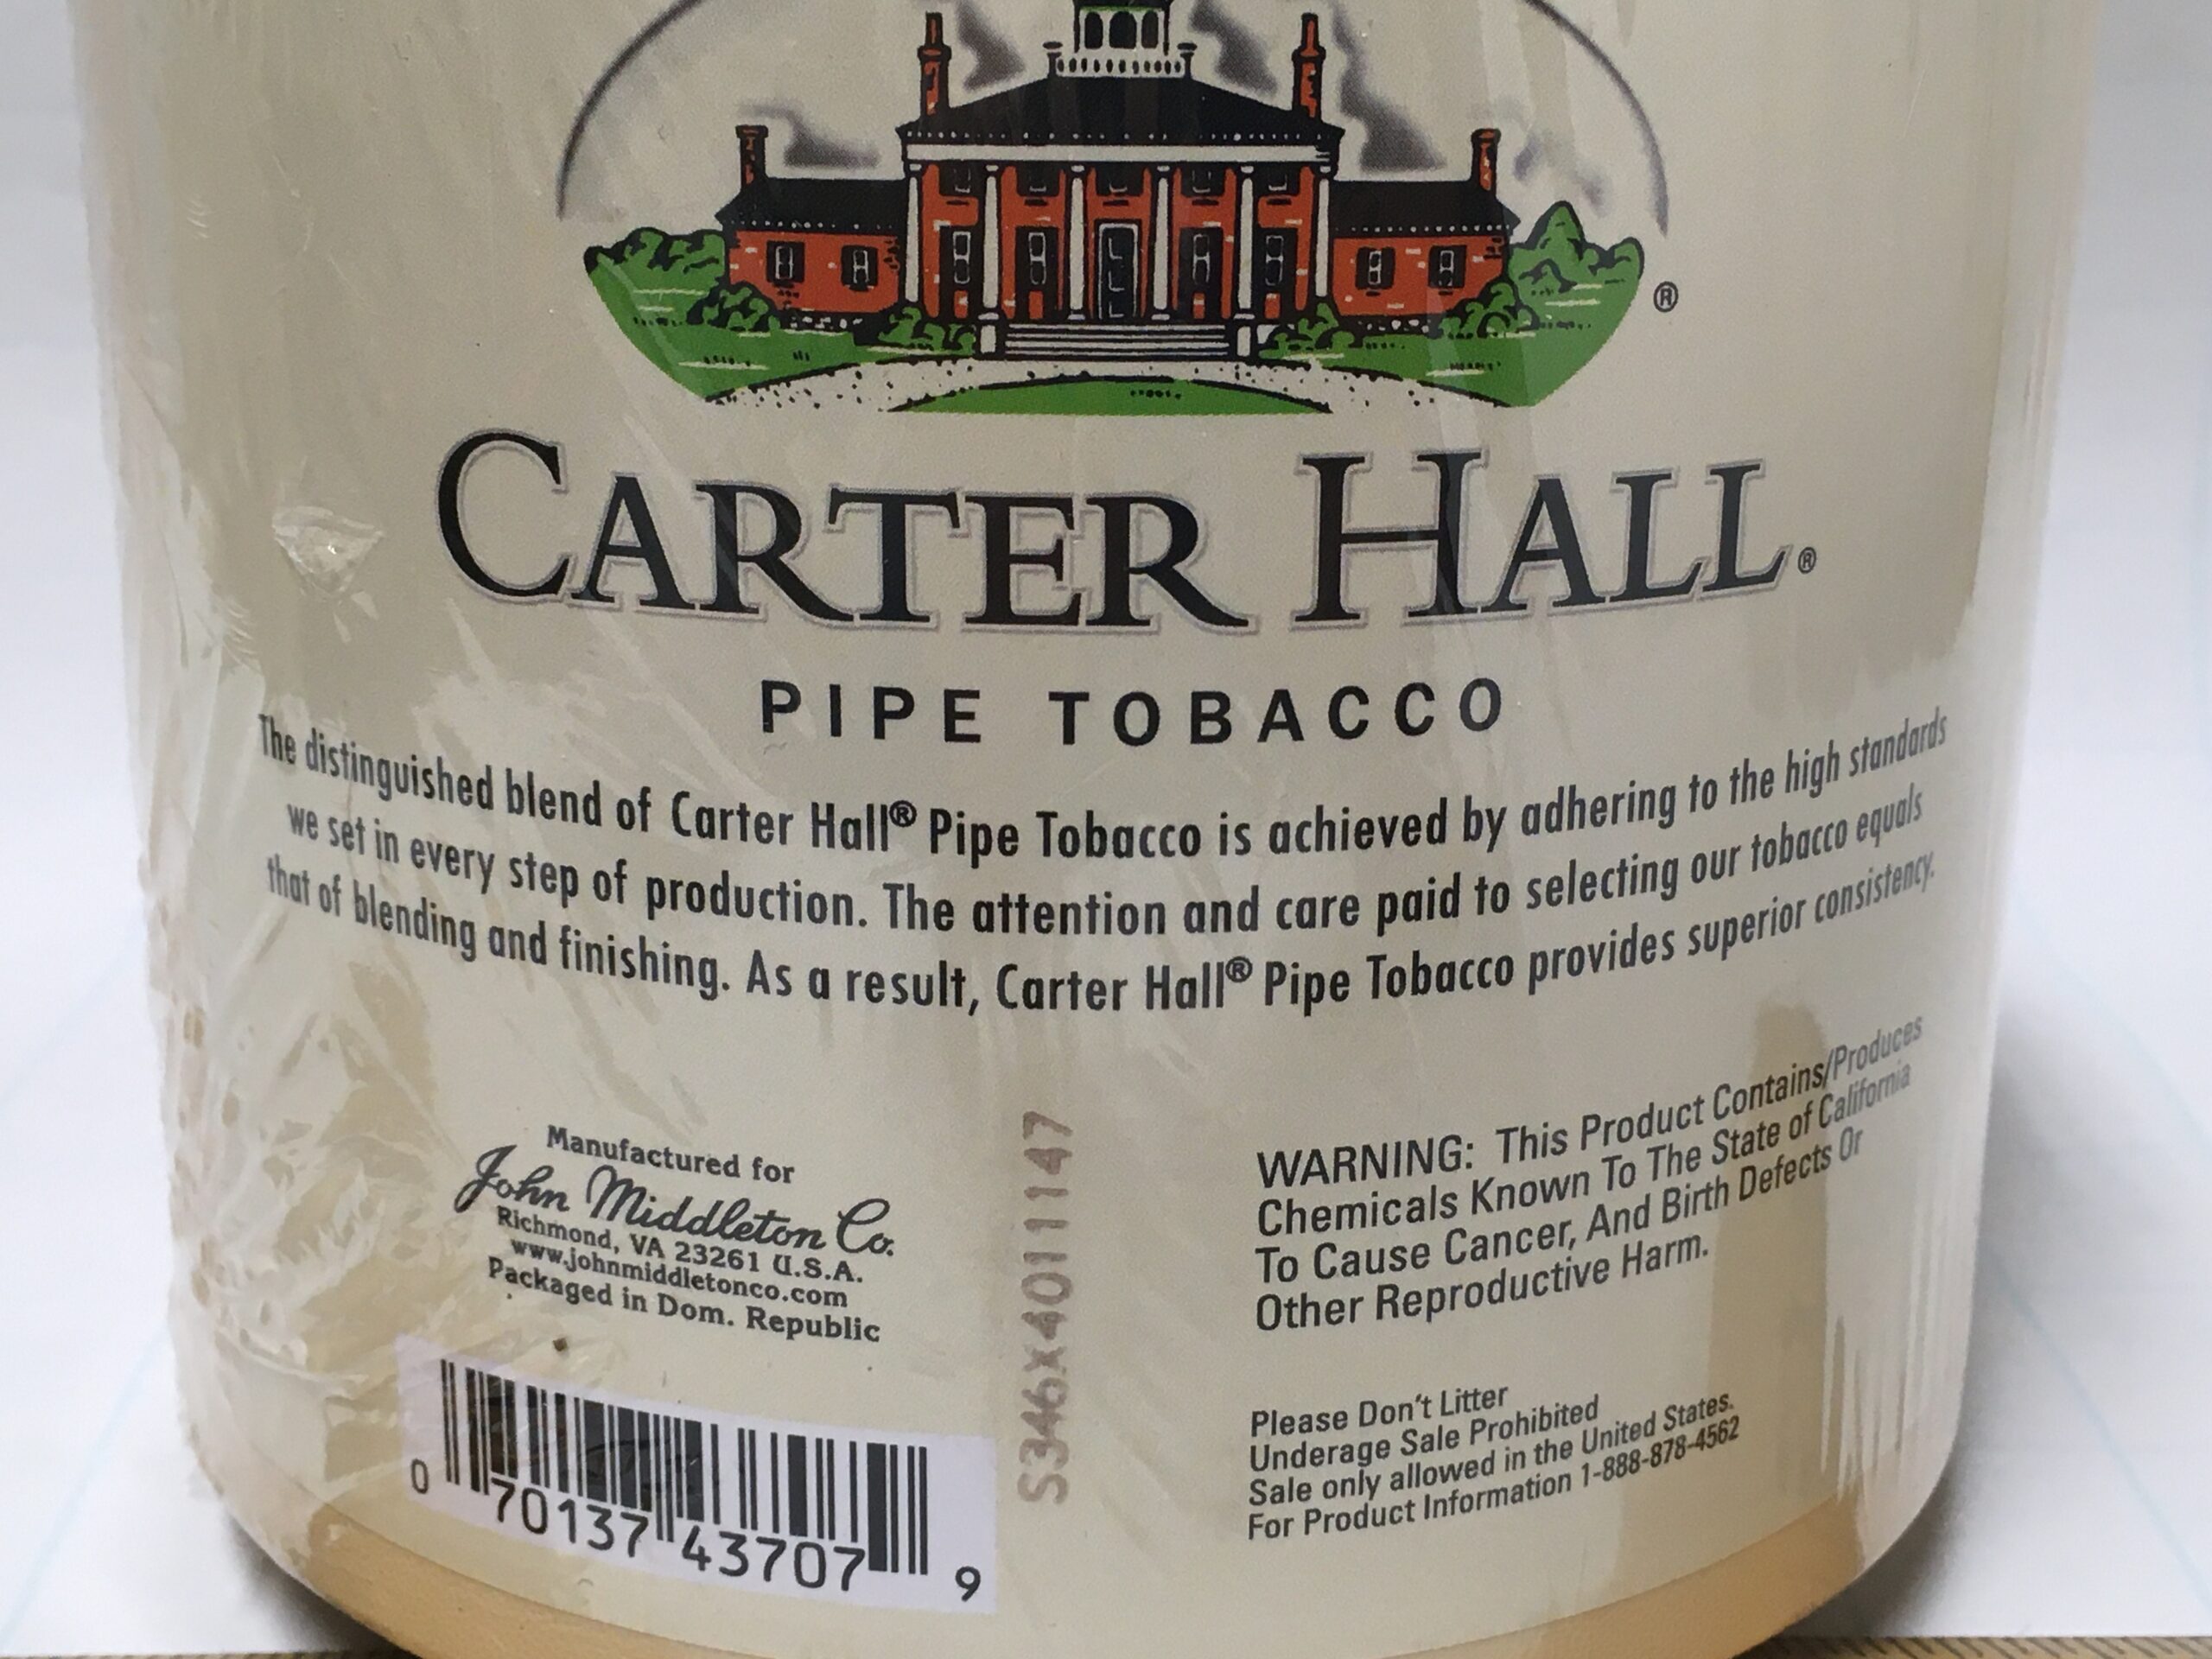 ®
CARTER HALL®
PIPE TOBACCO
The distinguished blend of Carter Hall® Pipe Tobacco is achieved by adhering to the high standards
we set in every step of production. The attention and care paid to selecting our tobacco equals
that of blending and finishing. As a result, Carter Hall® Pipe Tobacco provides superior consistency.
Manufactured for
John Middleton Co.
Richmond, VA 23261 U.S.A.
www.johnmiddletonco.com
Packaged in Dom. Republic
0 70137 43707 9
S346X4011147
WARNING: This Product Contains/Produces
Chemicals Known To The State of California
To Cause Cancer, And Birth Defects Or
Other Reproductive Harm.
Please Don't Litter
Underage Sale Prohibited
Sale only allowed in the United States.
For Product Information 1-888-878-4562